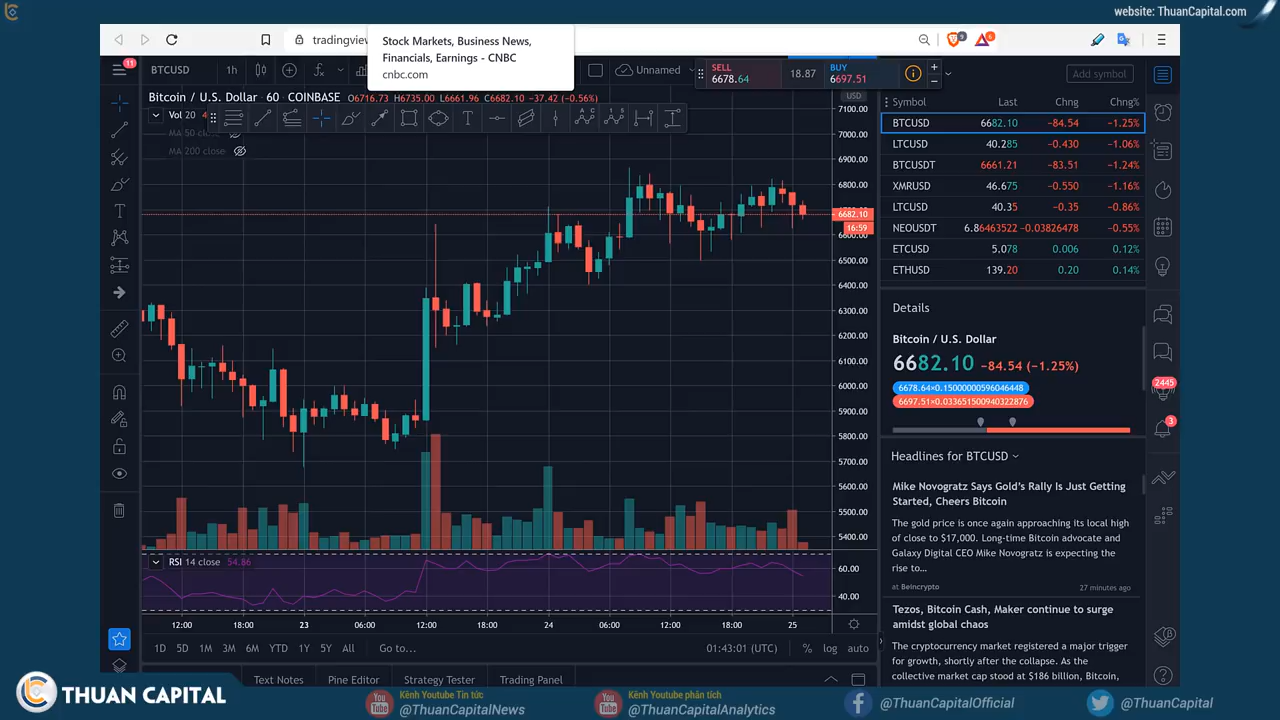 website: ThuanCapital.com
tradingview
Stock Markets, Business News,
Financials, Earnings - CNBC
cnbc.com
9
6
11
BTCUSD
1h
Unnamed
SELL
6678.64
18.87
BUY
6697.51
Add symbol
Bitcoin / U.S. Dollar 60 COINBASE O6716.73 H6735.00 L6661.96 C6682.10 −37.42 (−0.56%)
Vol 20
MA 50 close
MA 200 close
USD
7100.00
7000.00
6900.00
6800.00
6682.10
16:59
6600.00
6500.00
6400.00
6300.00
6200.00
6100.00
6000.00
5900.00
5800.00
5700.00
5600.00
5500.00
5400.00
RSI 14 close 54.86
60.00
40.00
12:00 18:00 23 06:00 12:00 18:00 24 06:00 12:00 18:00 25
1D 5D 1M 3M 6M YTD 1Y 5Y All Go to...
01:43:01 (UTC) % log auto
Text Notes Pine Editor Strategy Tester Trading Panel
Symbol Last Chng Chng%
BTCUSD 6682.10 −84.54 −1.25%
LTCUSD 40.285 −0.430 −1.06%
BTCUSDT 6661.21 −83.51 −1.24%
XMRUSD 46.675 −0.550 −1.16%
LTCUSD 40.35 −0.35 −0.86%
NEOUSDT 6.86463522 −0.03826478 −0.55%
ETCUSD 5.078 0.006 0.12%
ETHUSD 139.20 0.20 0.14%
Details
Bitcoin / U.S. Dollar
6682.10 −84.54 (−1.25%)
6678.64×0.15000000596046448
6697.51×0.033651500940322876
Headlines for BTCUSD
Mike Novogratz Says Gold’s Rally Is Just Getting
Started, Cheers Bitcoin
The gold price is once again approaching its local high
of close to $17,000. Long-time Bitcoin advocate and
Galaxy Digital CEO Mike Novogratz is expecting the
rise to...
at BeInCrypto
27 minutes ago
Tezos, Bitcoin Cash, Maker continue to surge
amidst global chaos
The cryptocurrency market registered a major trigger
for growth, shortly after the collapse. As the
collective market cap stood at $186 billion, Bitcoin,
2445
3
THUAN CAPITAL
Kênh Youtube Tin tức:
@ThuanCapitalNews
Kênh Youtube phân tích
@ThuanCapitalAnalytics
@ThuanCapitalOfficial
@ThuanCapital